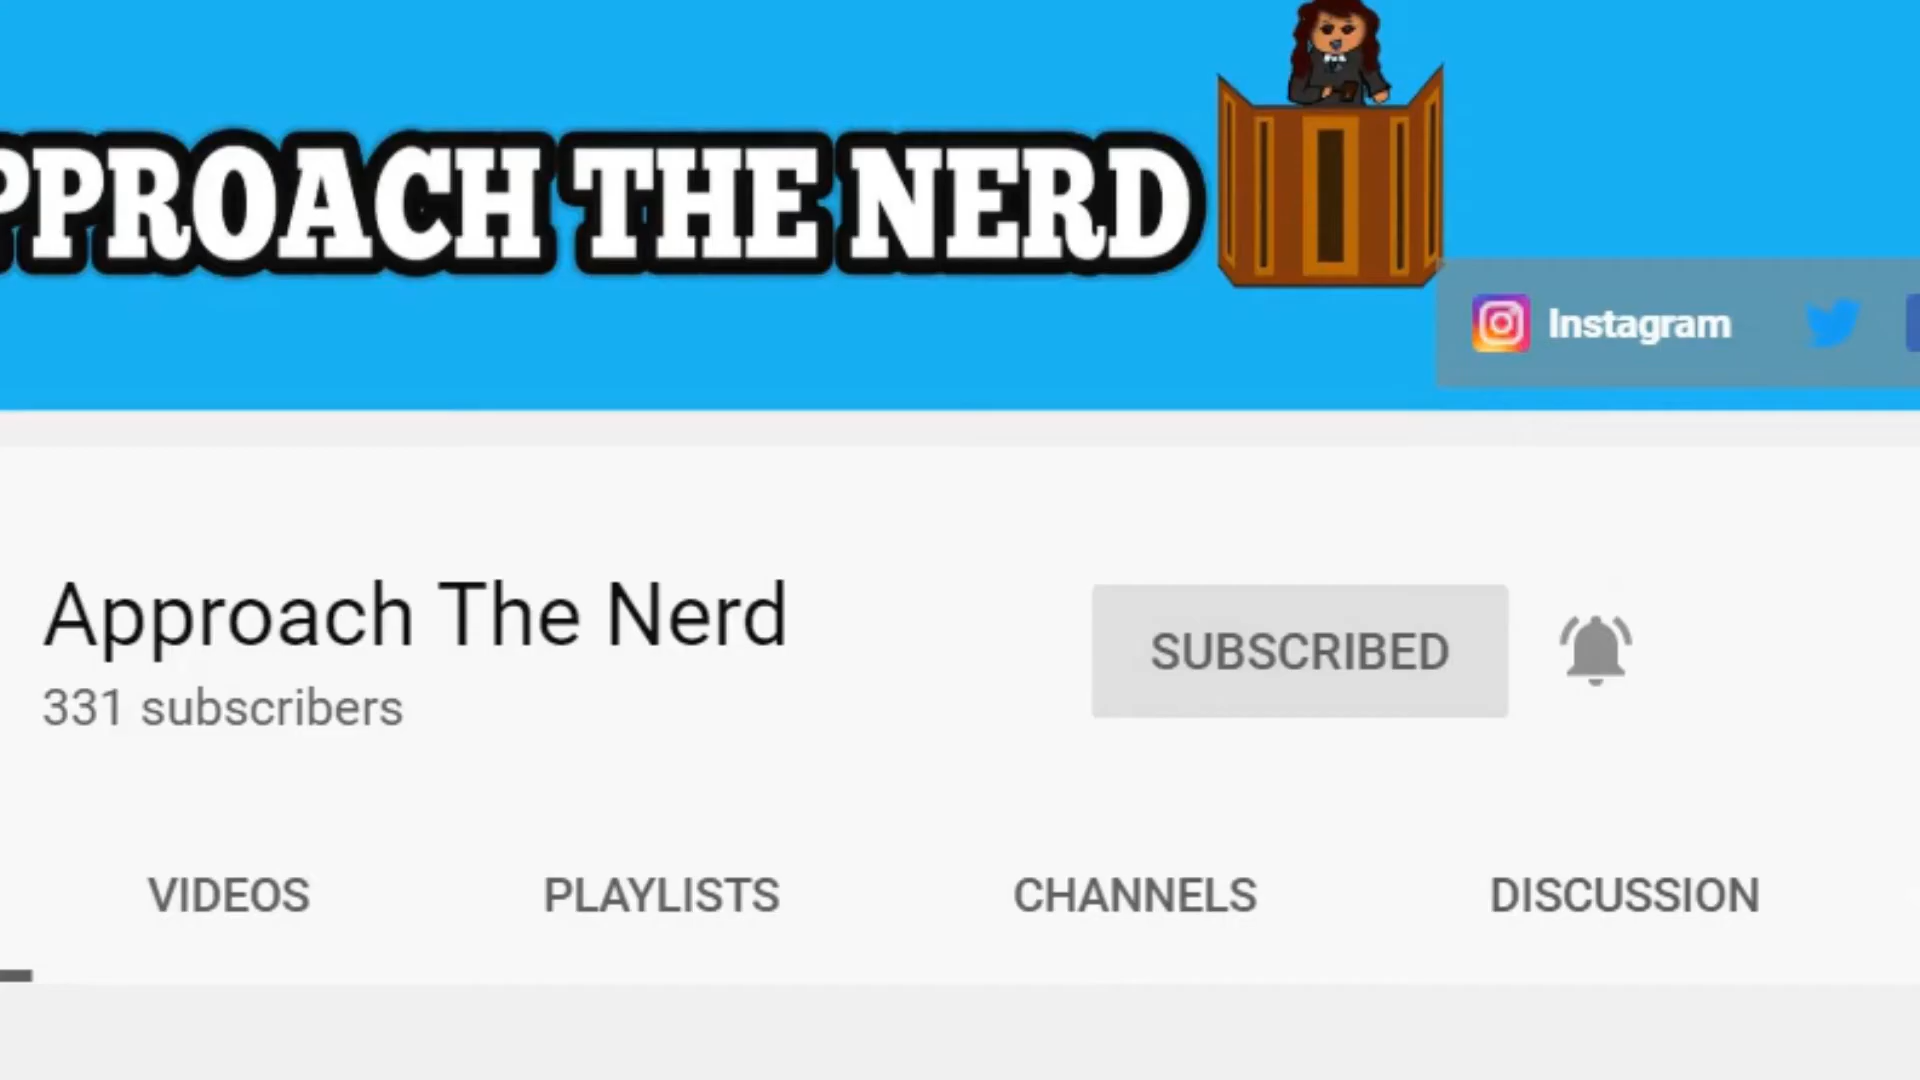 PPROACH THE NERD
Instagram
Approach The Nerd
SUBSCRIBED
331 subscribers
VIDEOS PLAYLISTS CHANNELS DISCUSSION